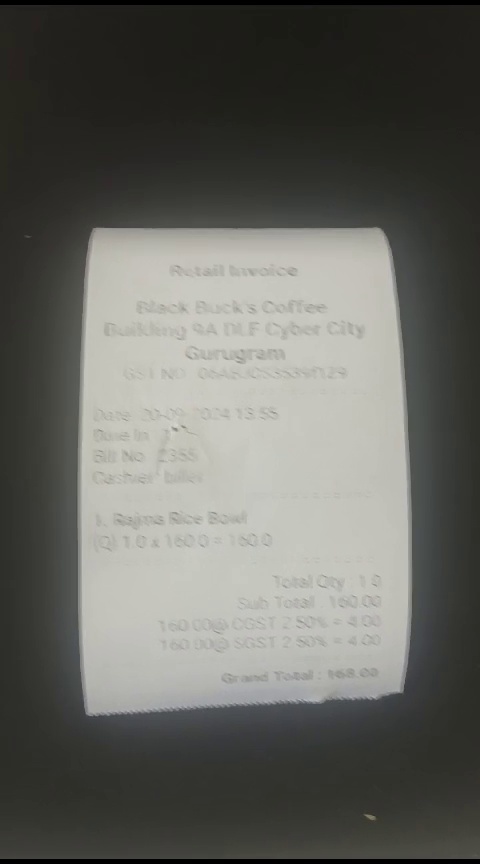 Retail Invoice
Black Buck's Coffee
Building 9A DLF Cyber City
Gurugram
GST NO
Date 20-09-2024 13:55
Dine In
Bill No 2355
Cashier biller
1. Rajma Rice Bowl
(Q) 1.0 x 160.0 = 160.0
Total Qty : 1.0
Sub Total : 160.00
160.00@ CGST 2.50% = 4.00
160.00@ SGST 2.50% = 4.00
Grand Total : 168.00